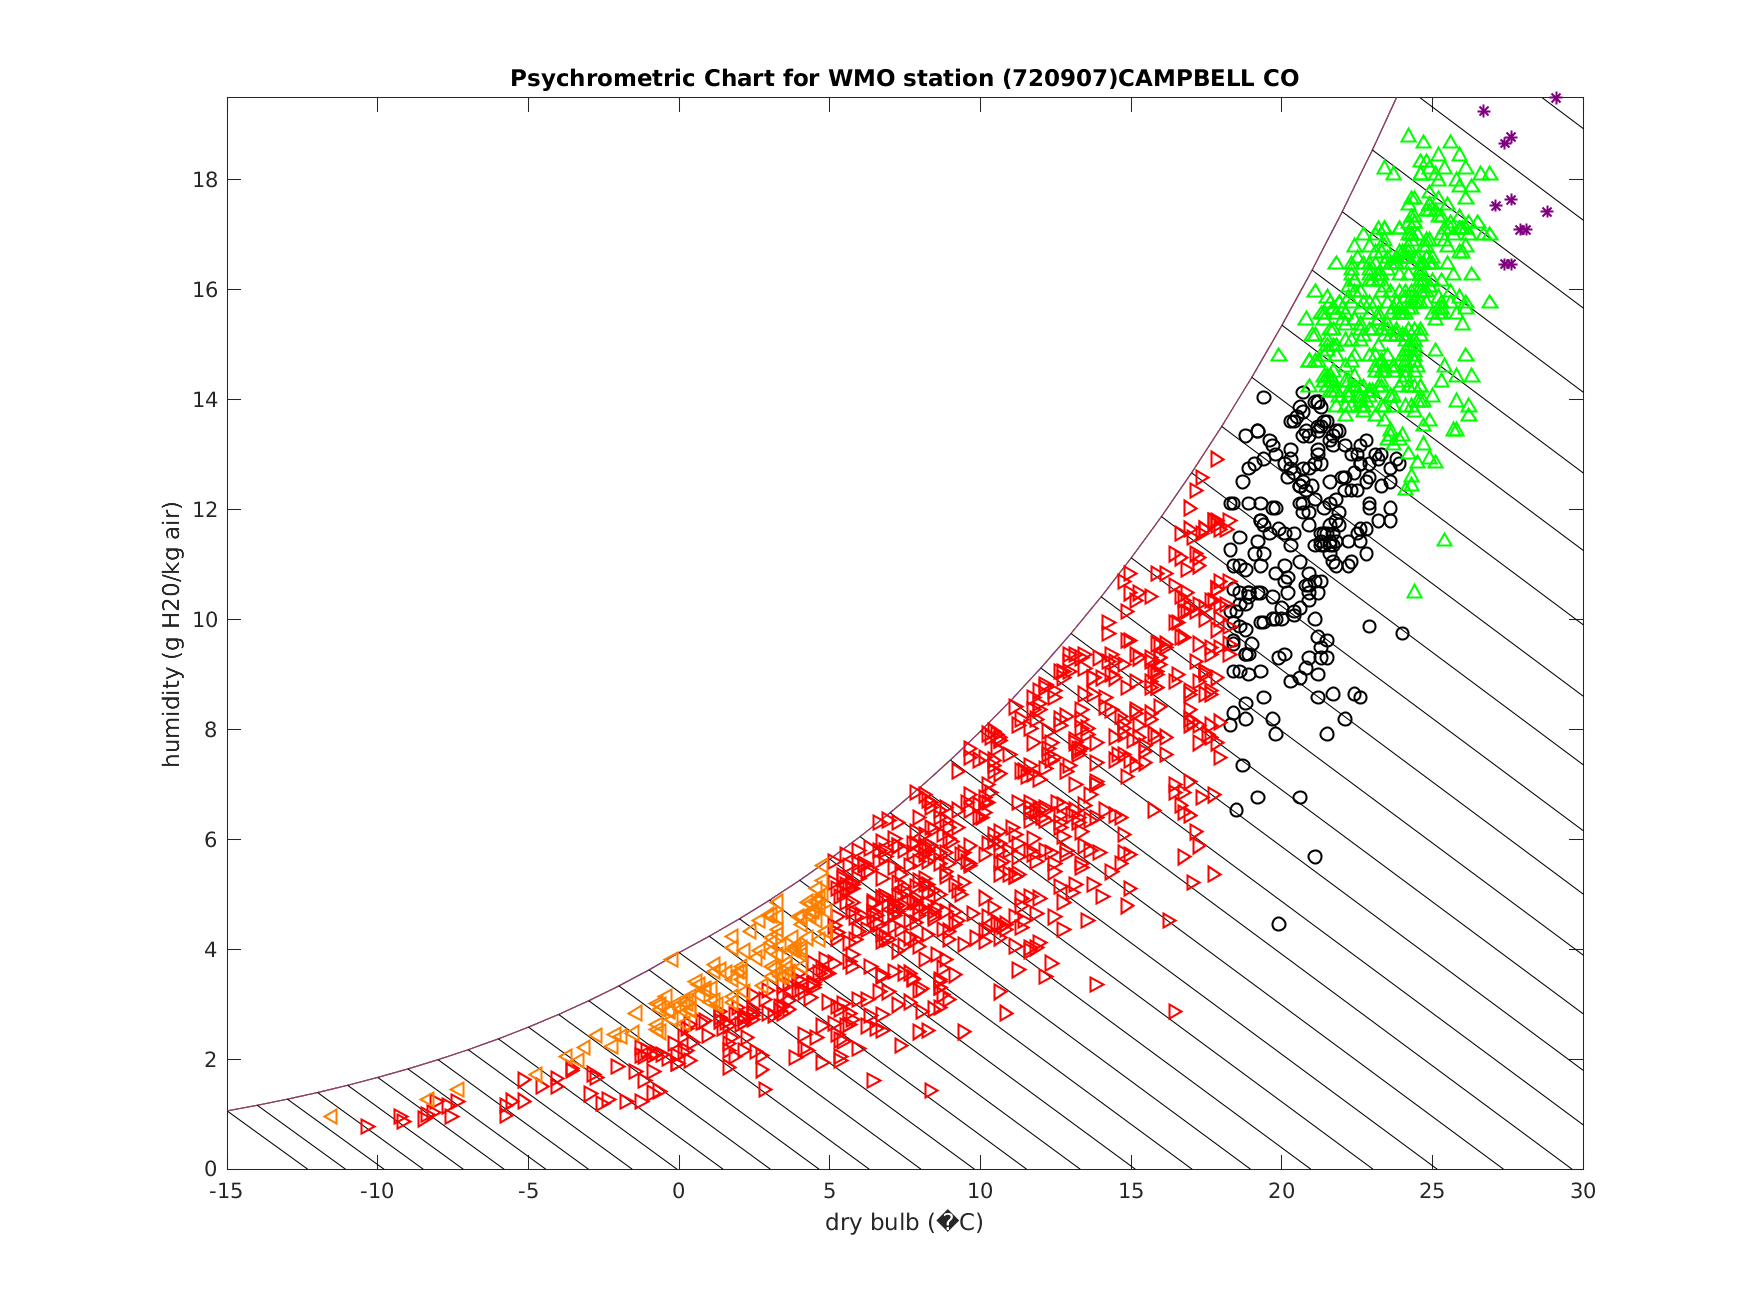 Psychrometric Chart for WMO station (720907)CAMPBELL CO
humidity (g H20/kg air)
18
16
14
12
10
8
6
4
2
0
-15 -10 -5 0 5 10 15 20 25 30
dry bulb (�C)